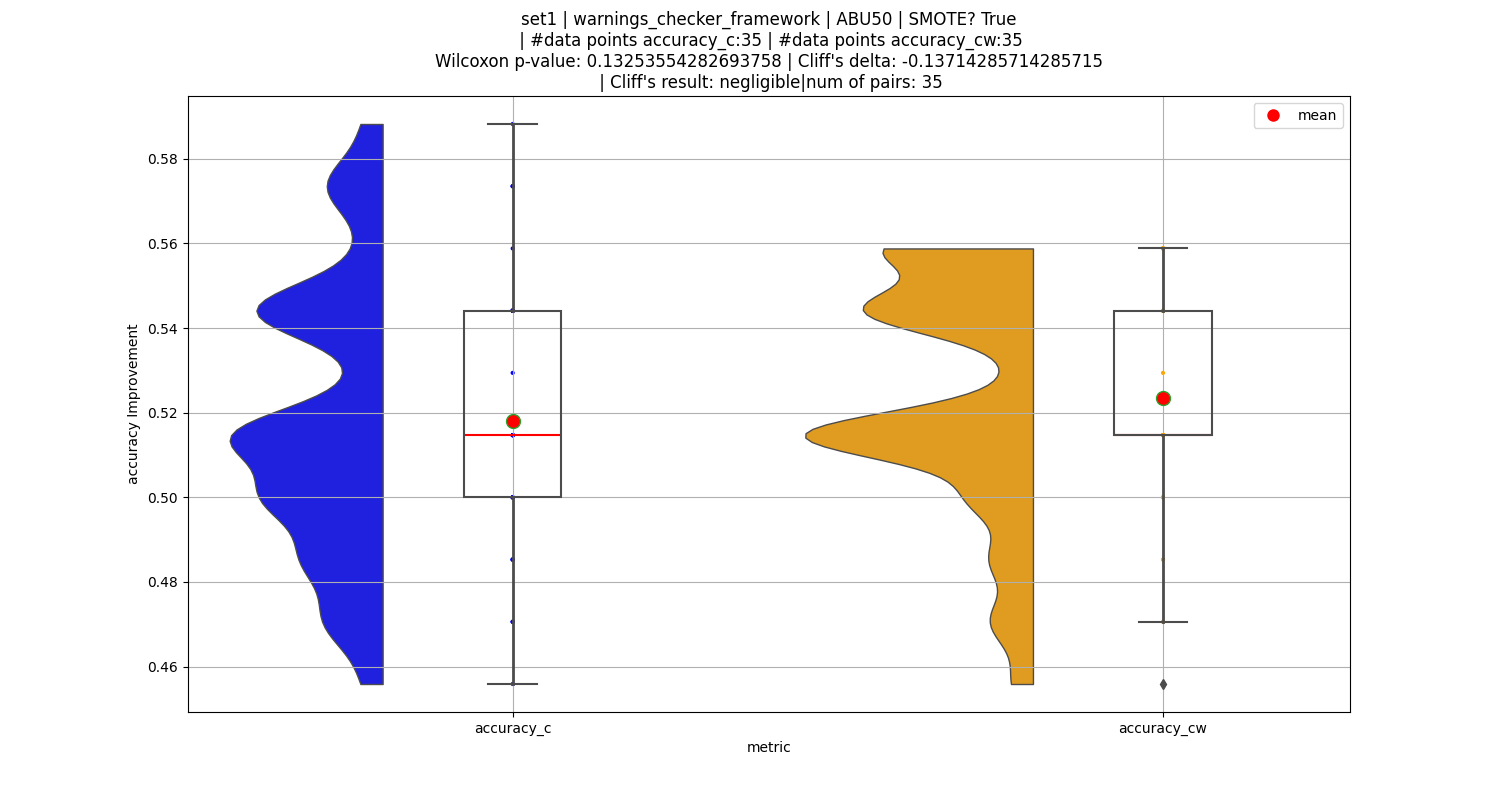 set1 | warnings_checker_framework | ABU50 | SMOTE? True
| #data points accuracy_c:35 | #data points accuracy_cw:35
Wilcoxon p-value: 0.13253554282693758 | Cliff's delta: -0.13714285714285715
| Cliff's result: negligible|num of pairs: 35
mean
0.58
0.56
0.54
0.52
0.50
0.48
0.46
accuracy Improvement
accuracy_c
accuracy_cw
metric